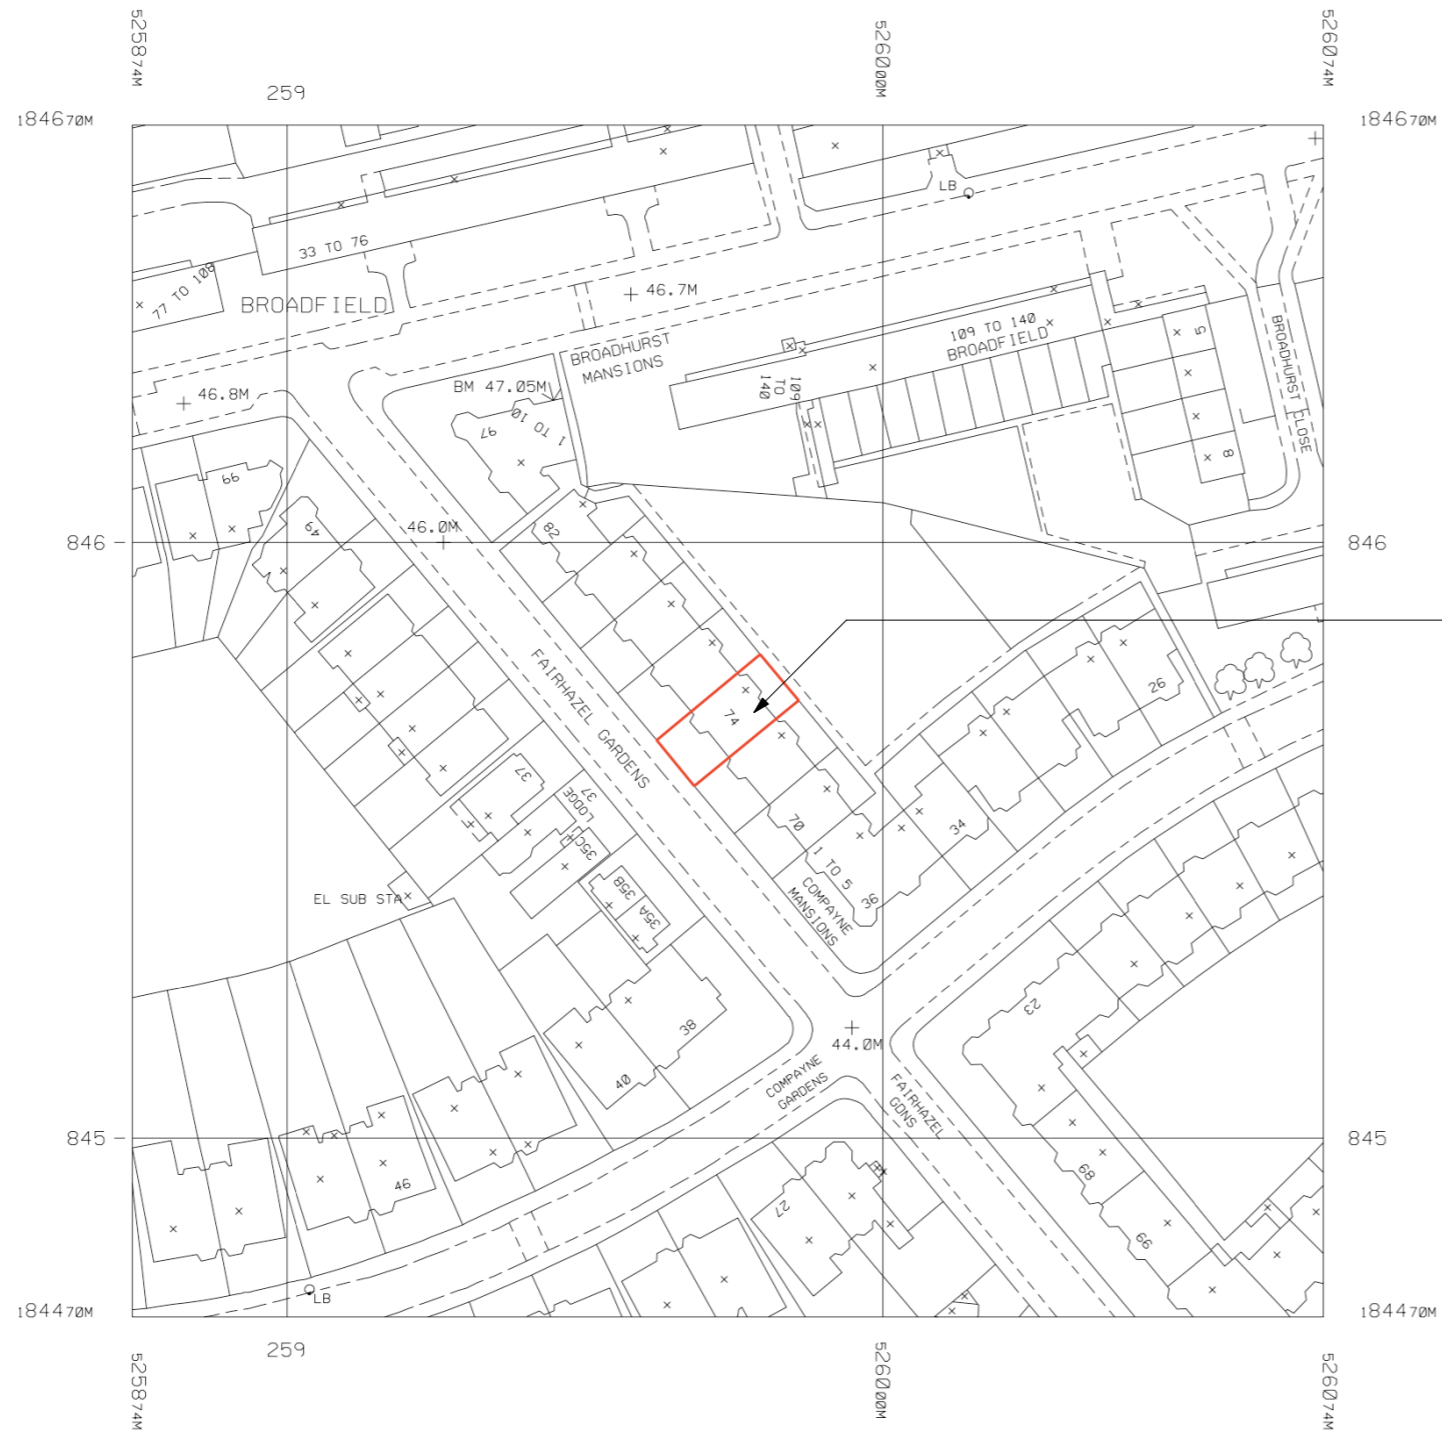 525874M
526000M
526074M
259
184670M
184670M
LB
33 TO 76
77 TO 108
BROADFIELD
46.7M
109 TO 140
BROADFIELD
5
BROADHURST CLOSE
BROADHURST
MANSIONS
BM 47.05M
109
TO
140
46.8M
1 TO 10
97
8
99
49
46.0M
82
846
846
FAIRHAZEL GARDENS
74
26
37
37
LODGE
35C
70
34
1 TO 5
COMPAYNE
MANSIONS
36
EL SUB STA
35B
35A
23
38
44.0M
40
COMPAYNE
GARDENS
FAIRHAZEL
GDNS
845
845
68
46
27
66
LB
184470M
184470M
259
525874M
526000M
526074M